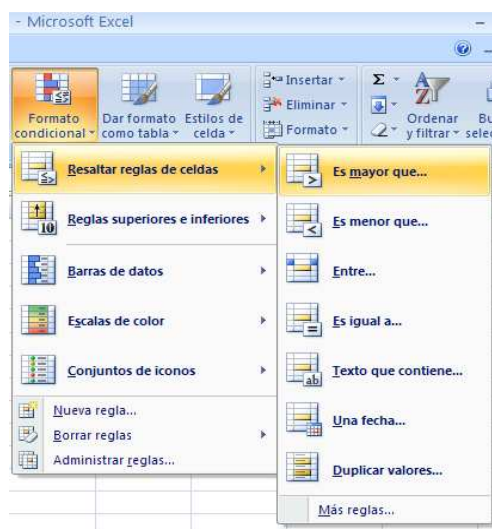 - Microsoft Excel
Formato condicional
Dar formato como tabla
Estilos de celda
Insertar
Eliminar
Formato
Σ
Ordenar y filtrar
Resaltar reglas de celdas
Reglas superiores e inferiores
Barras de datos
Escalas de color
Conjuntos de iconos
Nueva regla...
Borrar reglas
Administrar reglas...
Es mayor que...
Es menor que...
Entre...
Es igual a...
Texto que contiene...
Una fecha...
Duplicar valores...
Más reglas...